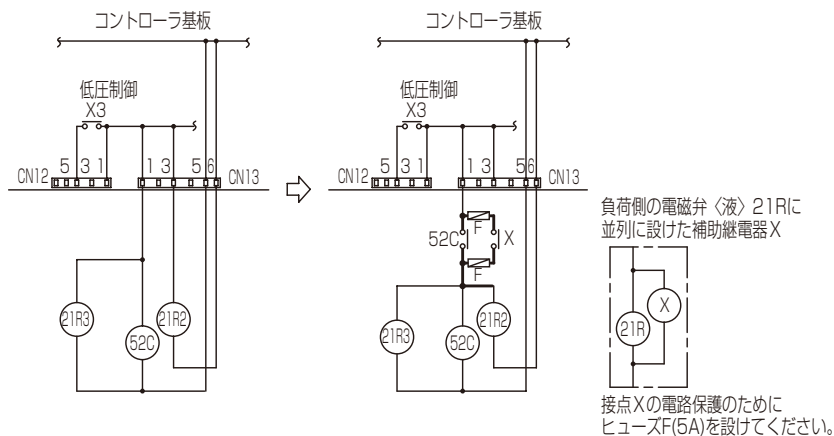 コントローラ基板
低圧制御
X3
CN12 5 3 1 1 3 5 6 CN13
21R3
52C
21R2
コントローラ基板
低圧制御
X3
CN12 5 3 1 1 3 5 6 CN13
F
52C X
F
21R3
52C
21R2
負荷側の電磁弁〈液〉21Rに
並列に設けた補助継電器X
X
21R
接点Xの電路保護のために
ヒューズF(5A)を設けてください。